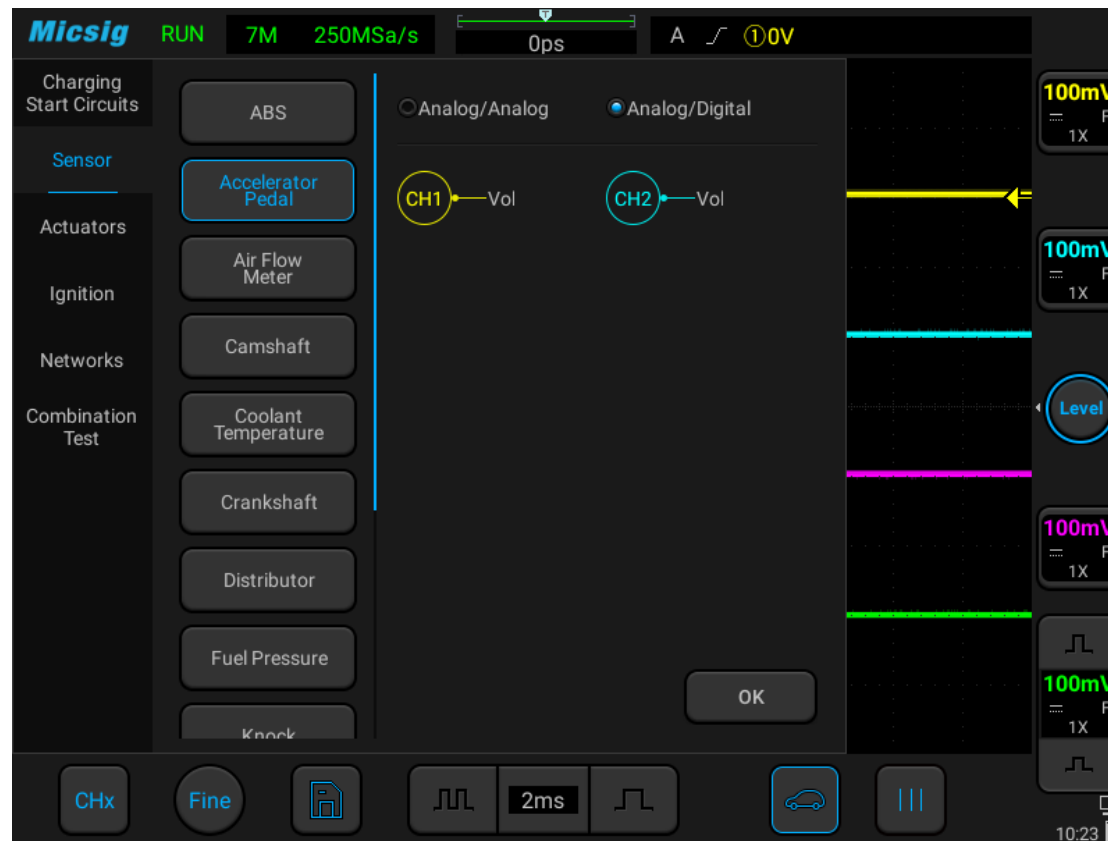 Micsig RUN 7M 250MSa/s 0ps A ①0V
Charging
Start Circuits
Sensor
Actuators
Ignition
Networks
Combination
Test
ABS
Accelerator
Pedal
Air Flow
Meter
Camshaft
Coolant
Temperature
Crankshaft
Distributor
Fuel Pressure
Knock
Analog/Analog Analog/Digital
CH1 Vol CH2 Vol
OK
100mV
F
1X
100mV
F
1X
Level
100mV
F
1X
100mV
F
1X
CHx Fine 2ms
10:23